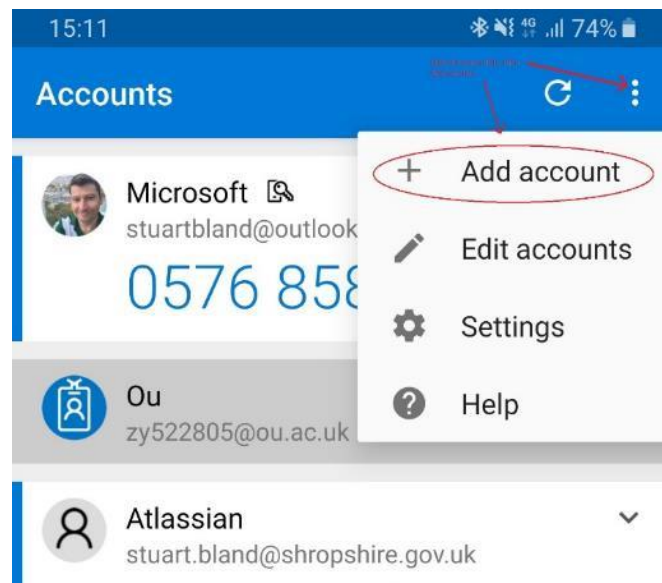 15:11 4G 74%
Accounts
Add account
Microsoft
stuartbland@outlook
0576 858
Edit accounts
Settings
Ou
zy522805@ou.ac.uk
Help
Atlassian
stuart.bland@shropshire.gov.uk